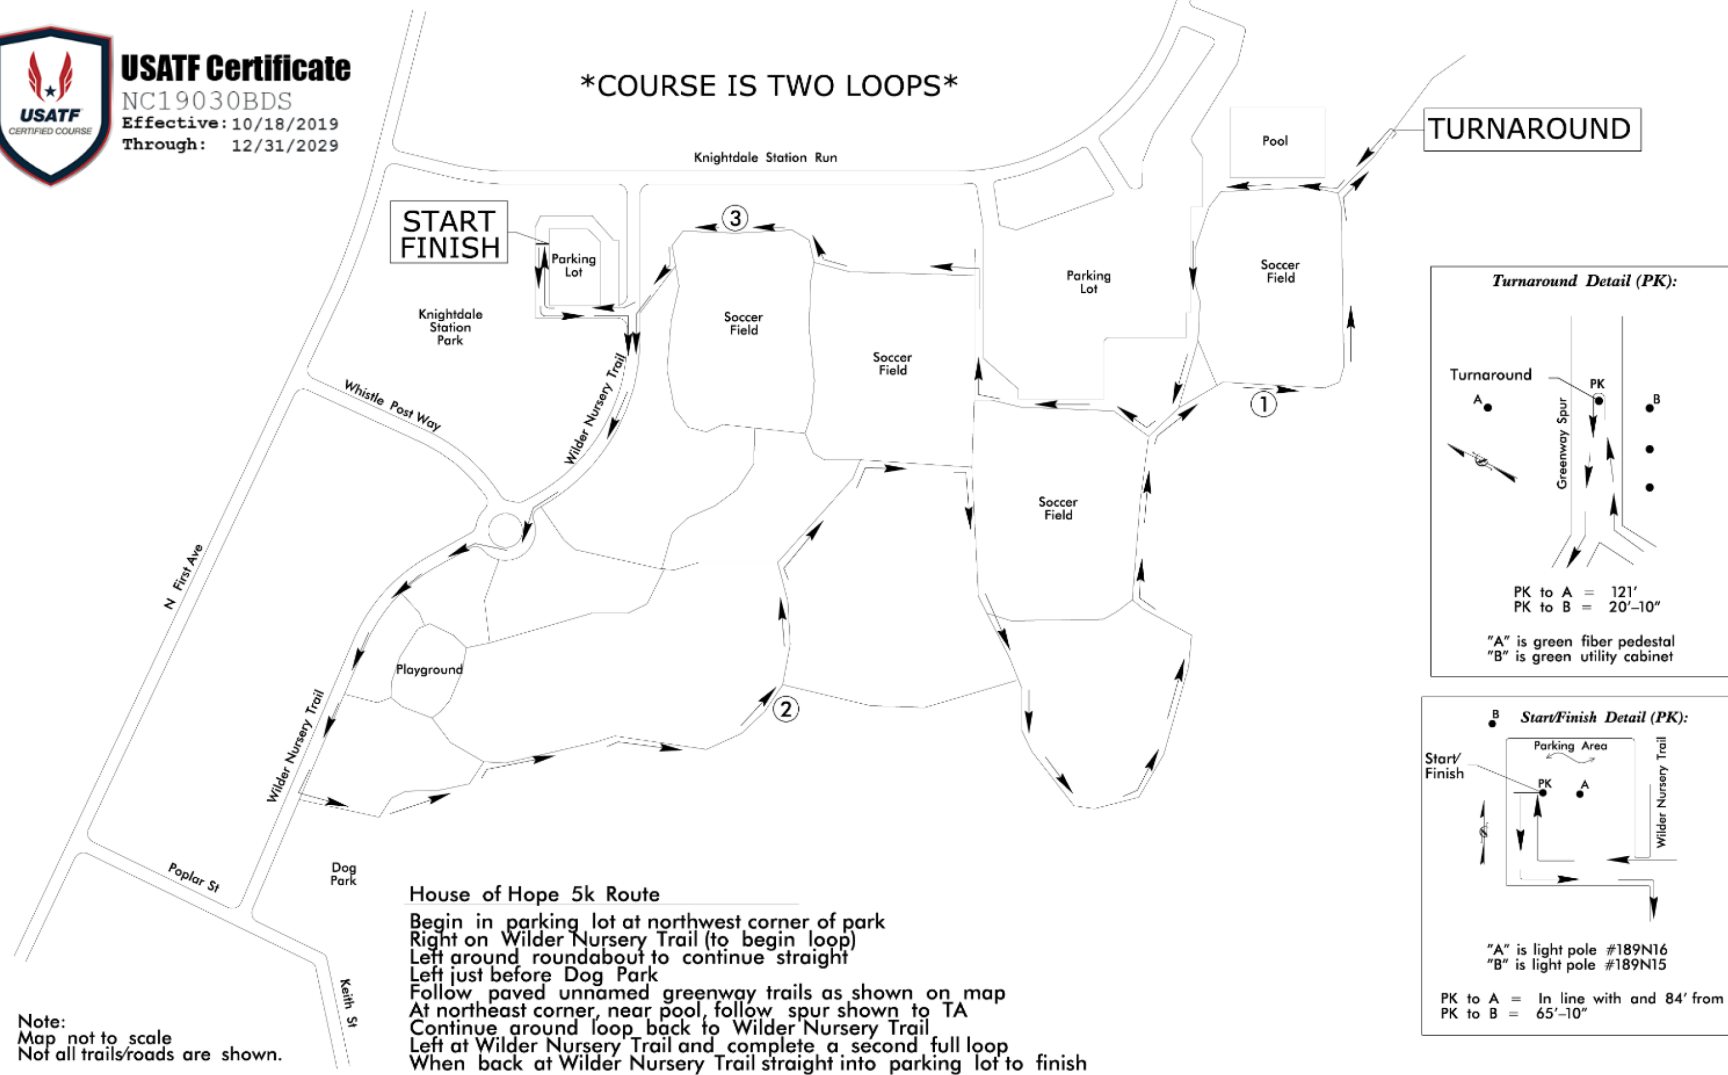 USATF Certificate
NC19030BDS
Effective: 10/18/2019
Through: 12/31/2029
USATF
CERTIFIED COURSE
*COURSE IS TWO LOOPS*
Knightdale Station Run
Pool
TURNAROUND
START
FINISH
Parking
Lot
3
Knightdale
Station
Park
Soccer
Field
Soccer
Field
Parking
Lot
Soccer
Field
1
Whistle Post Way
Wilder Nursery Trail
N First Ave
Soccer
Field
Playground
2
Wilder Nursery Trail
Poplar St
Dog
Park
Keith St
Turnaround Detail (PK):
Turnaround
PK
A
B
Greenway Spur
PK to A = 121'
PK to B = 20'–10"
"A" is green fiber pedestal
"B" is green utility cabinet
B
Start/Finish Detail (PK):
Parking Area
Start/
Finish
PK
A
Wilder Nursery Trail
"A" is light pole #189N16
"B" is light pole #189N15
PK to A = In line with and 84' from
PK to B = 65'–10"
House of Hope 5k Route
Begin in parking lot at northwest corner of park
Right on Wilder Nursery Trail (to begin loop)
Left around roundabout to continue straight
Left just before Dog Park
Follow paved unnamed greenway trails as shown on map
At northeast corner, near pool, follow spur shown to TA
Continue around loop back to Wilder Nursery Trail
Left at Wilder Nursery Trail and complete a second full loop
When back at Wilder Nursery Trail straight into parking lot to finish
Note:
Map not to scale
Not all trails/roads are shown.